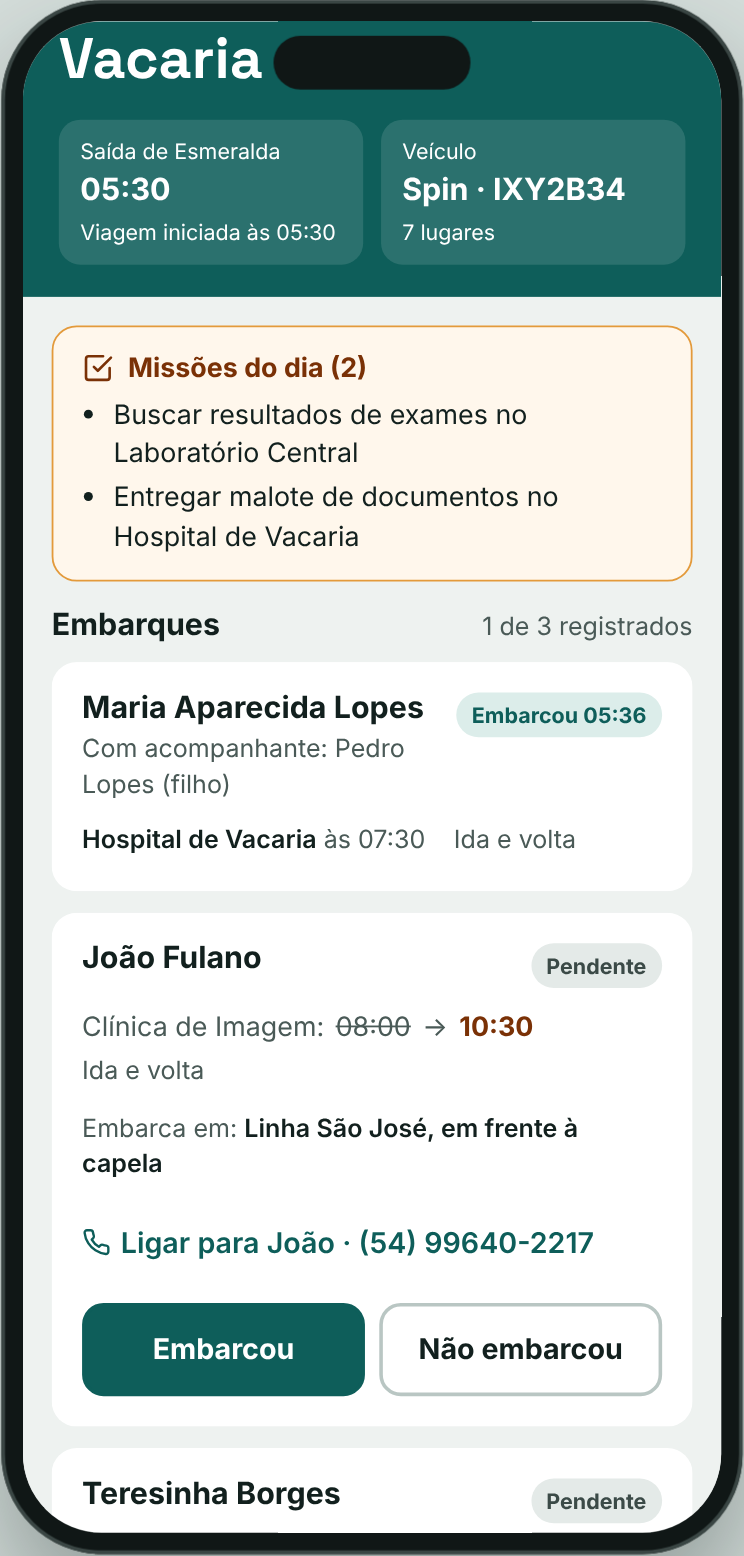 Vacaria
Saída de Esmeralda
05:30
Viagem iniciada às 05:30
Veículo
Spin · IXY2B34
7 lugares
Missões do dia (2)
• Buscar resultados de exames no
Laboratório Central
• Entregar malote de documentos no
Hospital de Vacaria
Embarques
1 de 3 registrados
Maria Aparecida Lopes
Embarcou 05:36
Com acompanhante: Pedro
Lopes (filho)
Hospital de Vacaria às 07:30 Ida e volta
João Fulano
Pendente
Clínica de Imagem: 08:00 → 10:30
Ida e volta
Embarca em: Linha São José, em frente à
capela
Ligar para João · (54) 99640-2217
Embarcou
Não embarcou
Teresinha Borges
Pendente